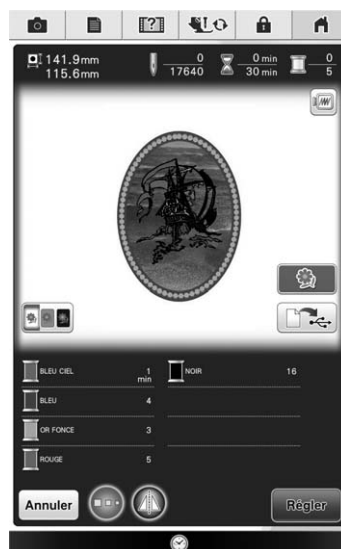 141.9mm
115.6mm
0
17640
0 min
30 min
0
5
BLEU CIEL 1 min
BLEU 4
OR FONCE 3
ROUGE 5
NOIR 16
Annuler
Régler